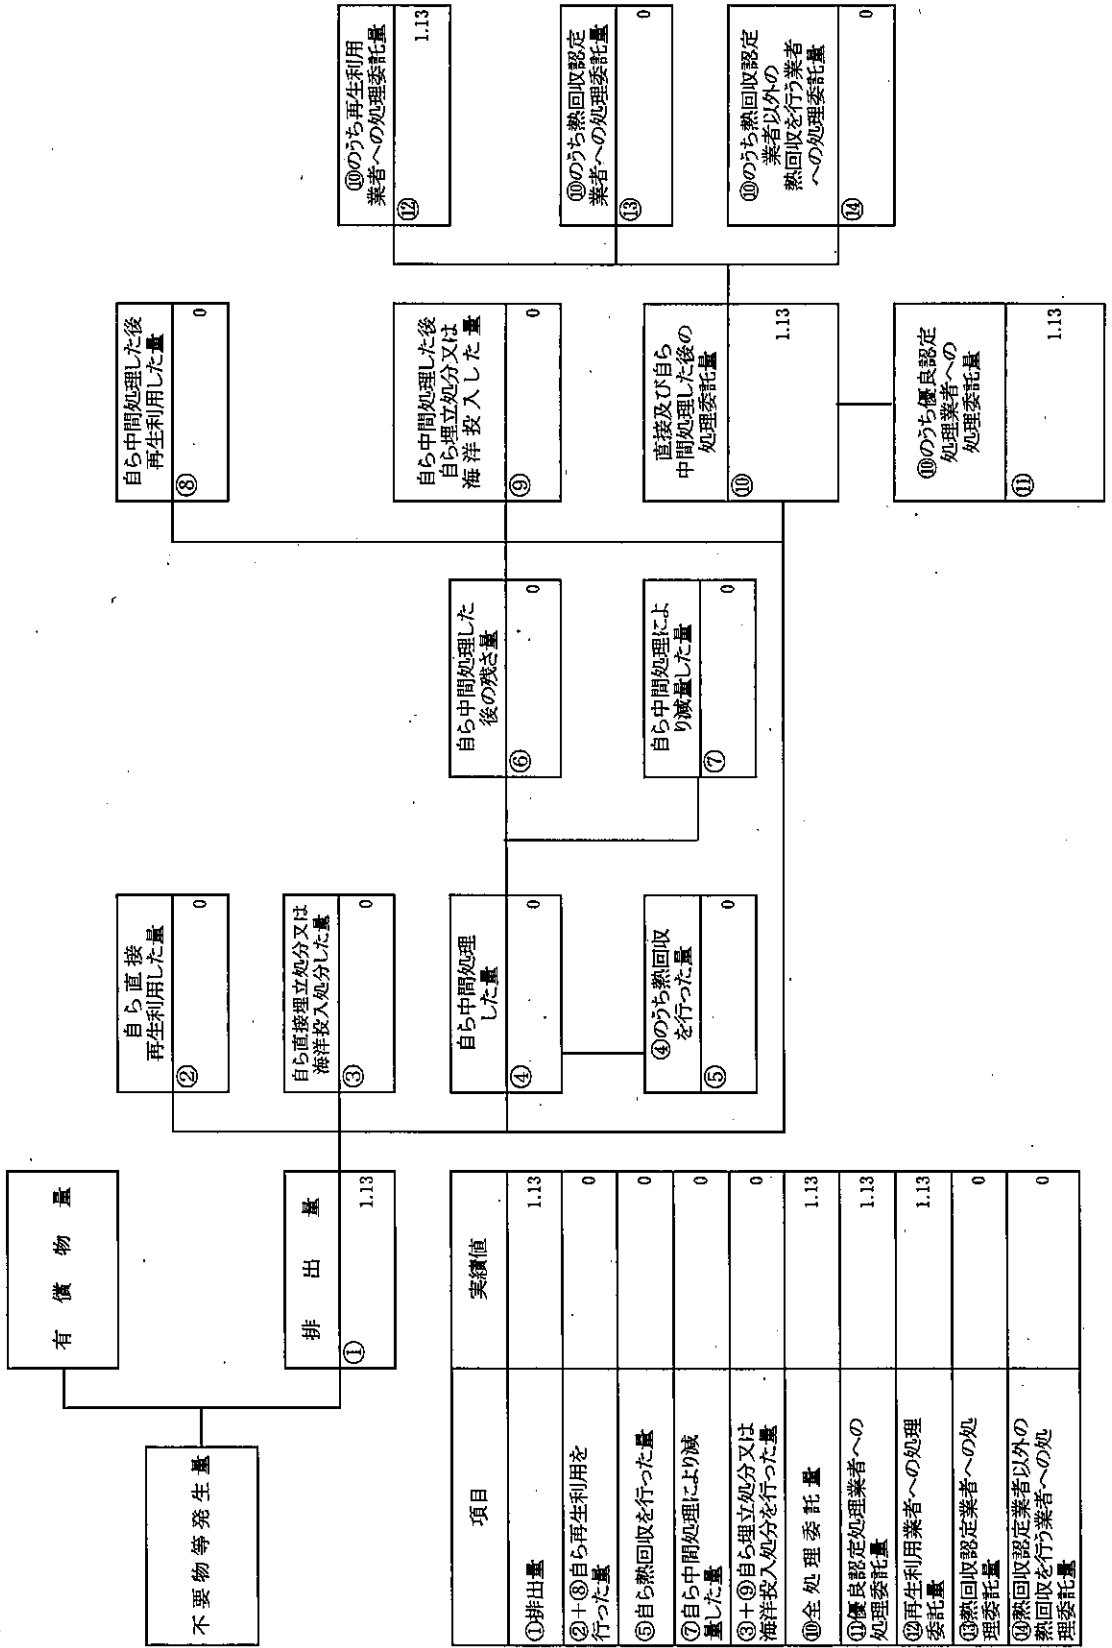 不要物等発生量
有償物量
排出量
①
1.13
自ら直接
再生利用した量
②
0
自ら直接埋立処分又は
海洋投入処分した量
③
0
自ら中間処理
した量
④
0
④のうち熱回収
を行った量
⑤
0
自ら中間処理した
後の残さ量
⑥
0
自ら中間処理によ
り減量した量
⑦
0
自ら中間処理した後
再生利用した量
⑧
0
自ら中間処理した後
自ら埋立処分又は
海洋投入した量
⑨
0
直接及び自ら
中間処理した後の
処理委託量
⑩
1.13
⑩のうち優良認定
処理業者への
処理委託量
⑪
1.13
⑩のうち再生利用
業者への処理委託量
⑫
1.13
⑩のうち熱回収認定
業者への処理委託量
⑬
0
⑩のうち熱回収認定
業者以外の
熱回収を行う業者
への処理委託量
⑭
0
項目 実績値
①排出量 1.13
②+⑧自ら再生利用を
行った量 0
⑤自ら熱回収を行った量 0
⑦自ら中間処理により減
量した量 0
③+⑨自ら埋立処分又は
海洋投入処分を行った量 0
⑩全処理委託量 1.13
⑪優良認定処理業者への
処理委託量 1.13
⑫再生利用業者への処理
委託量 1.13
⑬熱回収認定業者への処
理委託量 0
⑭熱回収認定業者以外の
熱回収を行う業者への処
理委託量 0